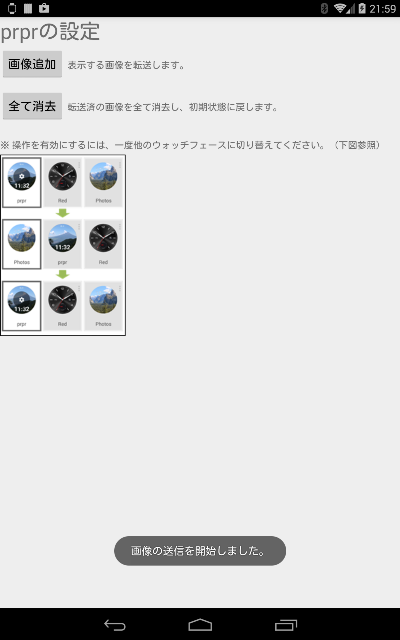 21:59
prprの設定
画像追加 表示する画像を転送します。
全て消去 転送済の画像を全て消去し、初期状態に戻します。
※ 操作を有効にするには、一度他のウォッチフェースに切り替えてください。（下図参照）
11:32
prpr Red Photos
11:32
Photos prpr Red
11:32
prpr Red Photos
画像の送信を開始しました。